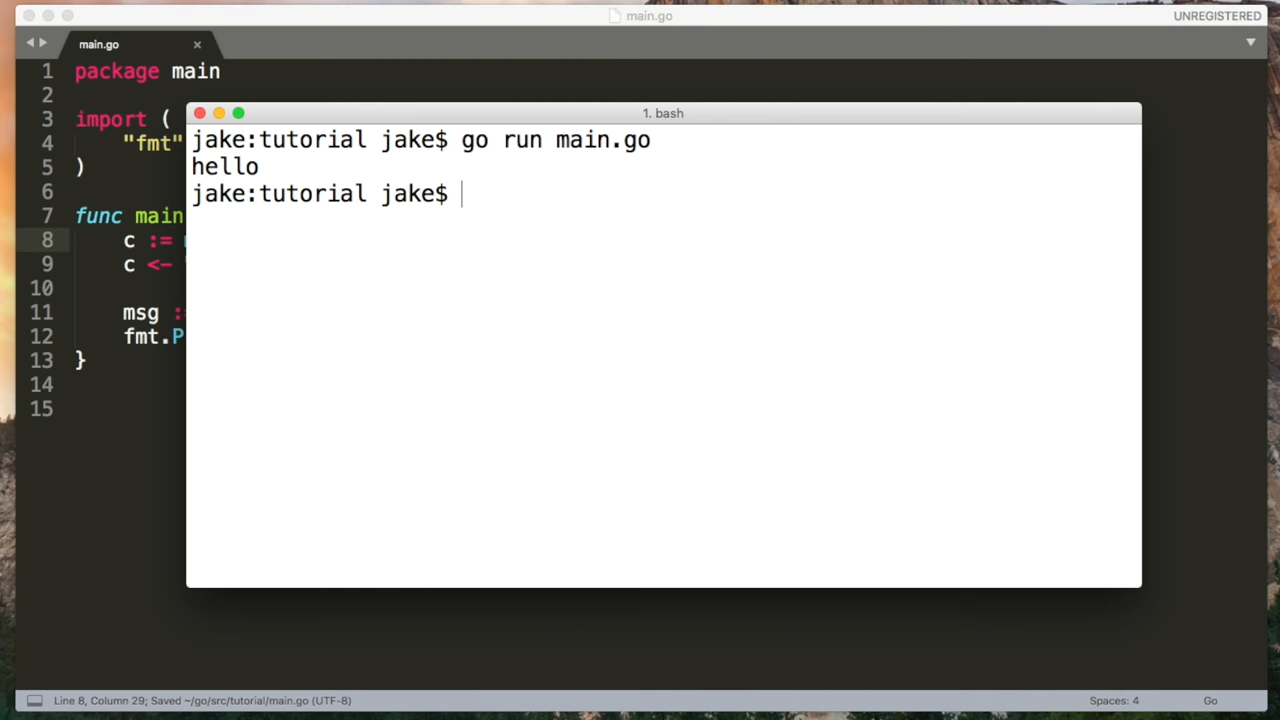 main.go
UNREGISTERED
main.go
1 package main
2
3 import (
4 "fmt"
5 )
6
7 func main
8 c :=
9 c <-
10
11 msg :
12 fmt.P
13 }
14
15
1. bash
jake:tutorial jake$ go run main.go
hello
jake:tutorial jake$
Line 8, Column 29; Saved ~/go/src/tutorial/main.go (UTF-8)
Spaces: 4
Go